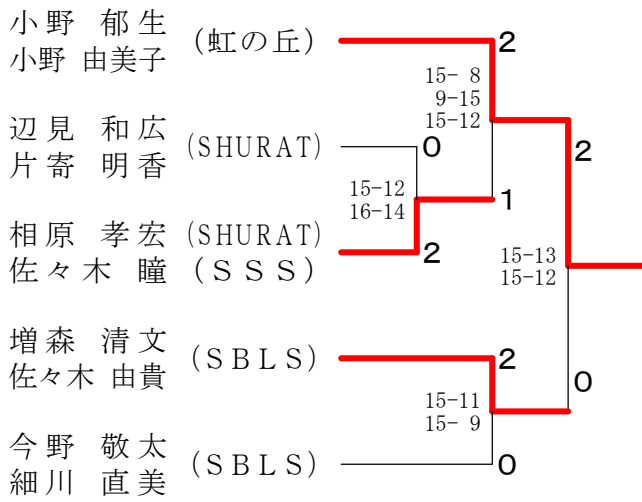 小野 郁生 (虹の丘) 2
小野 由美子
15- 8
9-15
15-12
辺見 和広 (SHURAT) 0
片寄 明香
2
15-12
16-14
1
相原 孝宏 (SHURAT)
佐々木 瞳 (ＳＳＳ) 2
15-13
15-12
増森 清文 (ＳＢＬＳ) 2
佐々木 由貴
0
15-11
15- 9
今野 敬太 (ＳＢＬＳ) 0
細川 直美